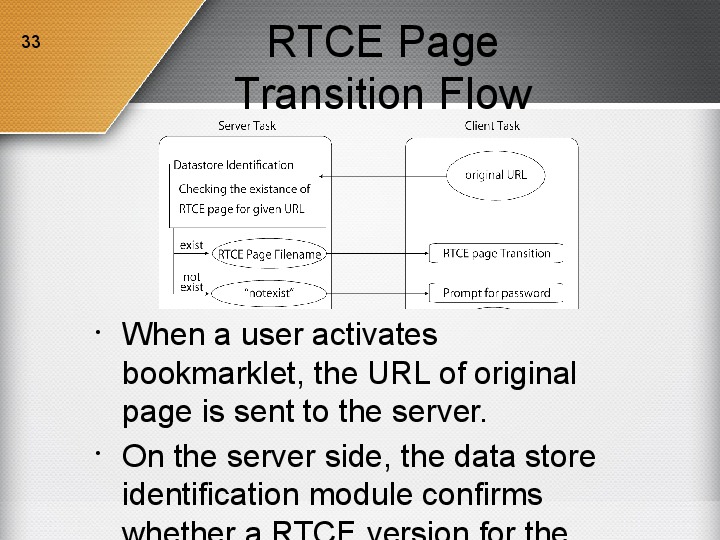 33
RTCE Page
Transition Flow
Server Task
Client Task
Datastore Identification
Checking the existance of
RTCE page for given URL
original URL
exist
RTCE Page Filename
RTCE page Transition
not
exist
"notexist"
Prompt for password
• When a user activates
bookmarklet, the URL of original
page is sent to the server.
• On the server side, the data store
identification module confirms
whether a RTCE version for the